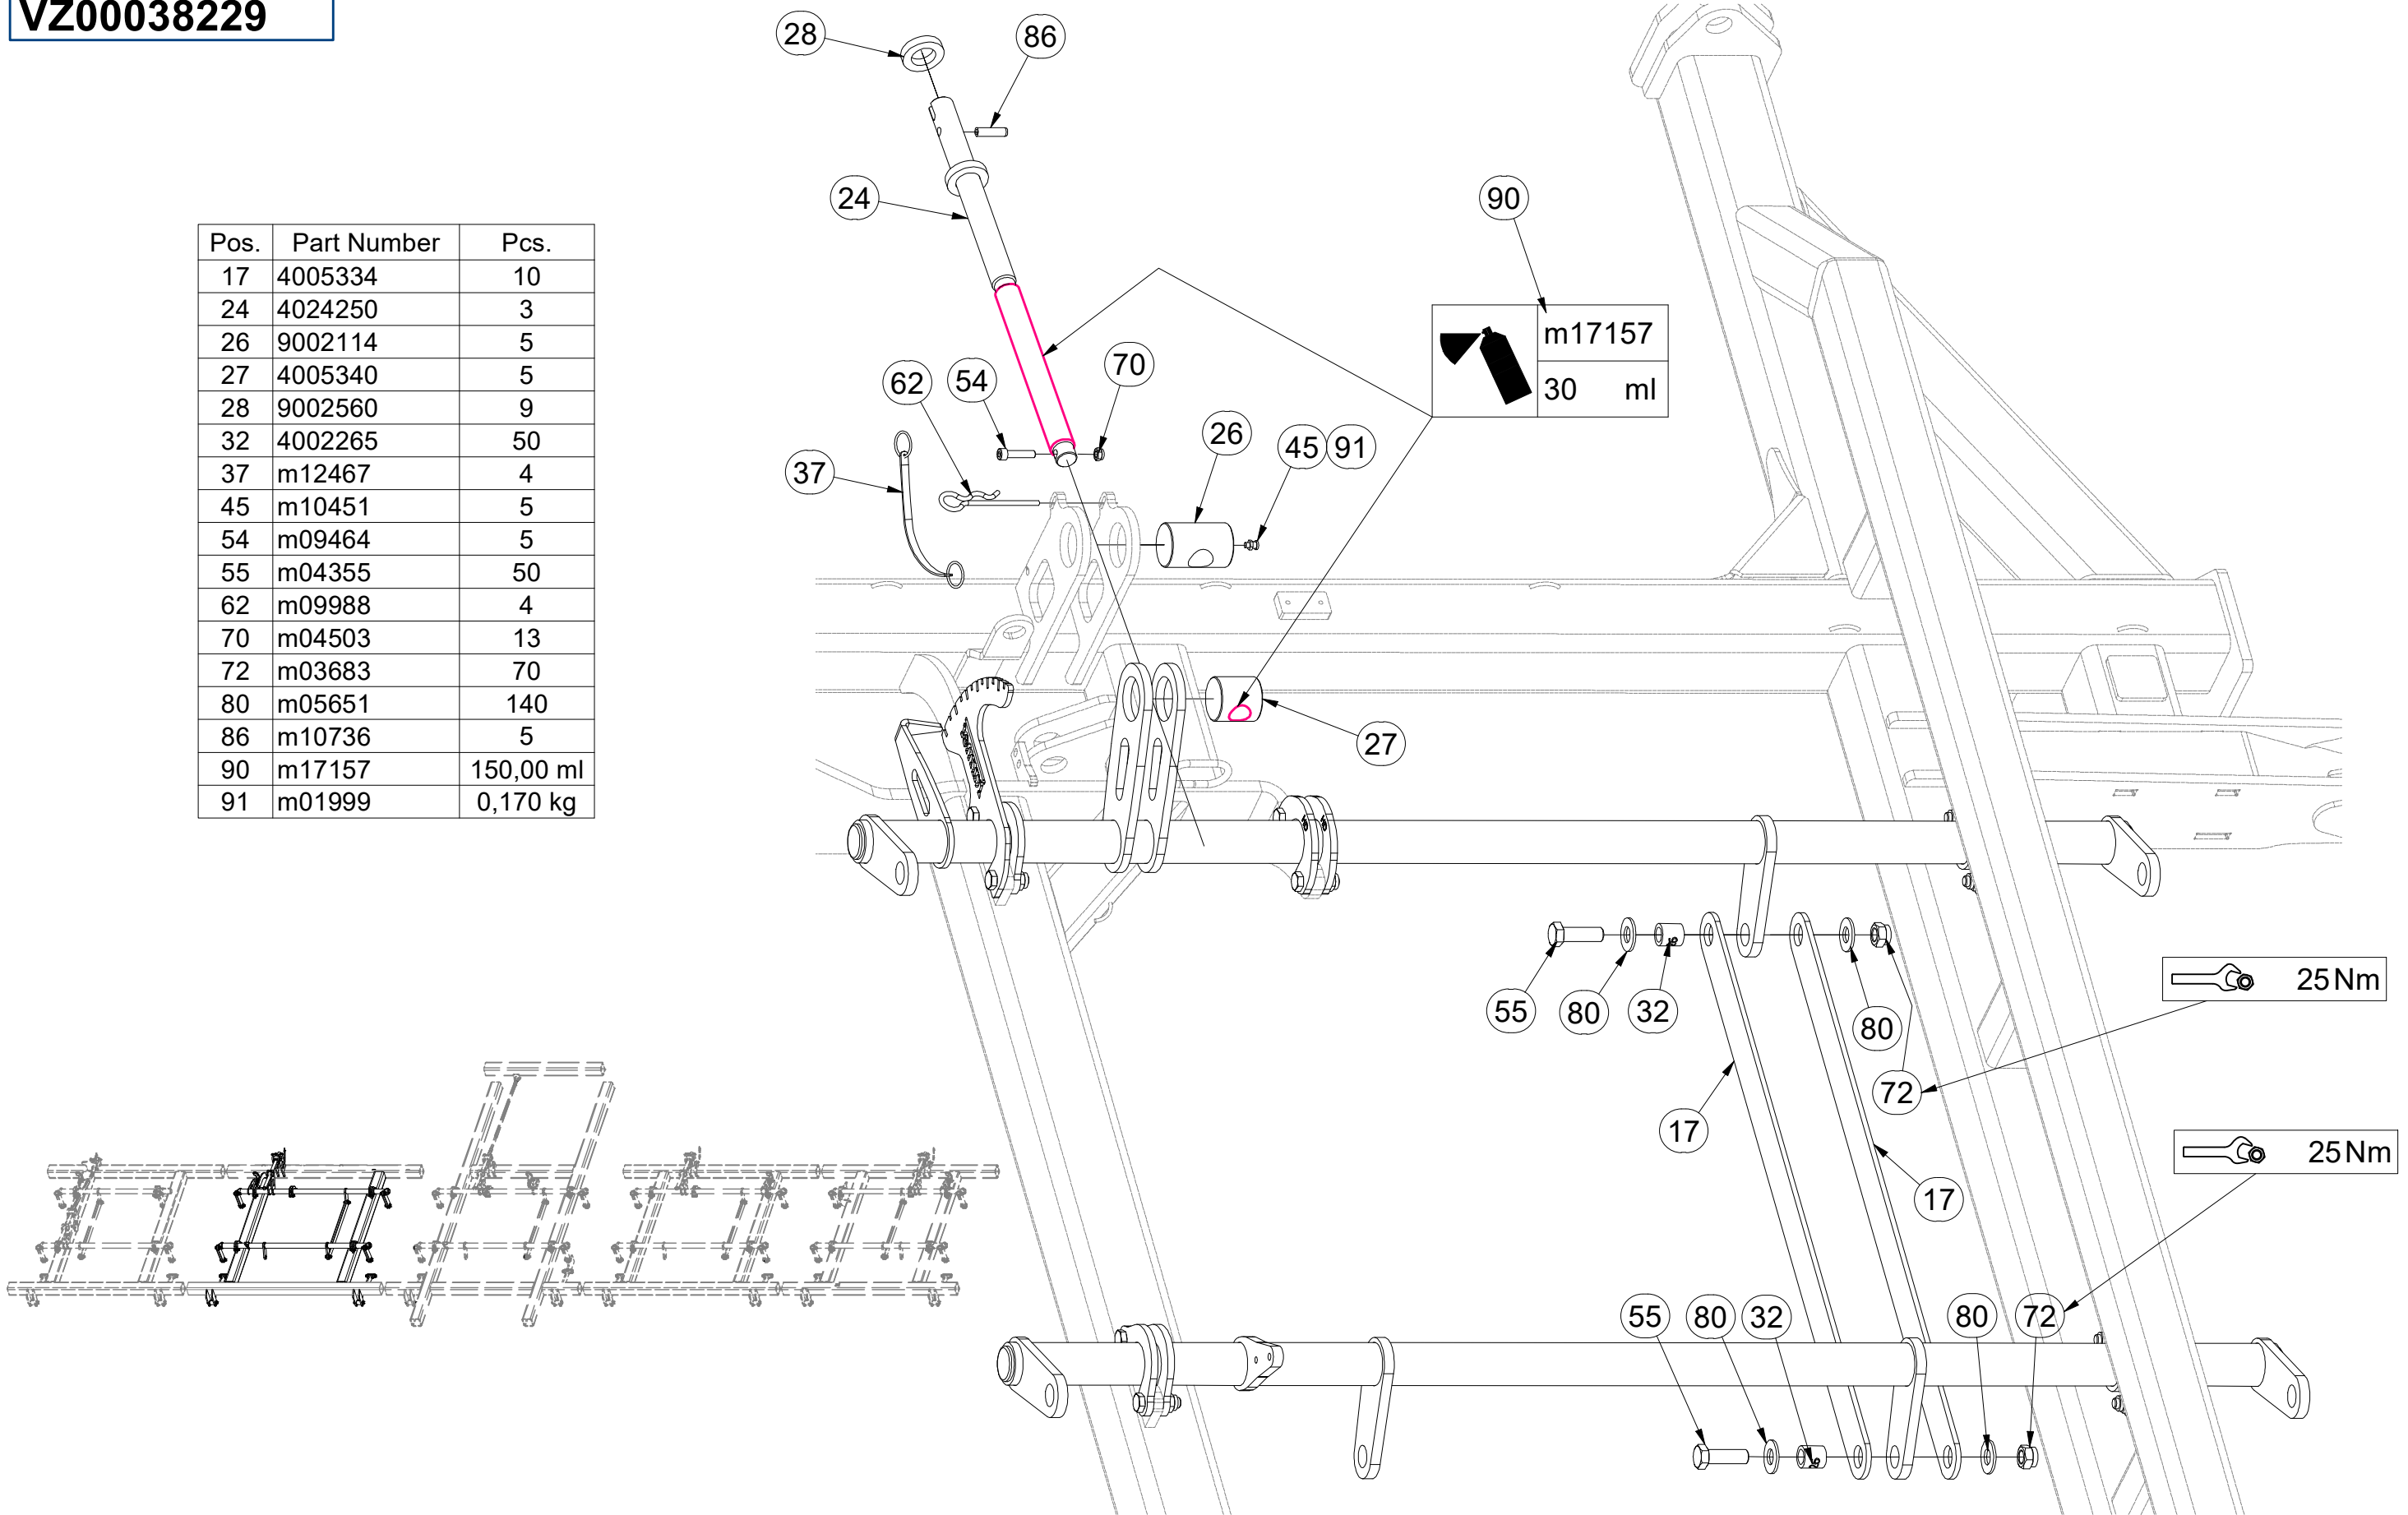 VZ00038229
Pos. Part Number Pcs.
17 4005334 10
24 4024250 3
26 9002114 5
27 4005340 5
28 9002560 9
32 4002265 50
37 m12467 4
45 m10451 5
54 m09464 5
55 m04355 50
62 m09988 4
70 m04503 13
72 m03683 70
80 m05651 140
86 m10736 5
90 m17157 150,00 ml
91 m01999 0,170 kg
28
86
24
90
m17157
30 ml
62
54
70
26
45
91
37
27
55
80
32
80
72
25 Nm
17
17
25 Nm
55
80
32
80
72